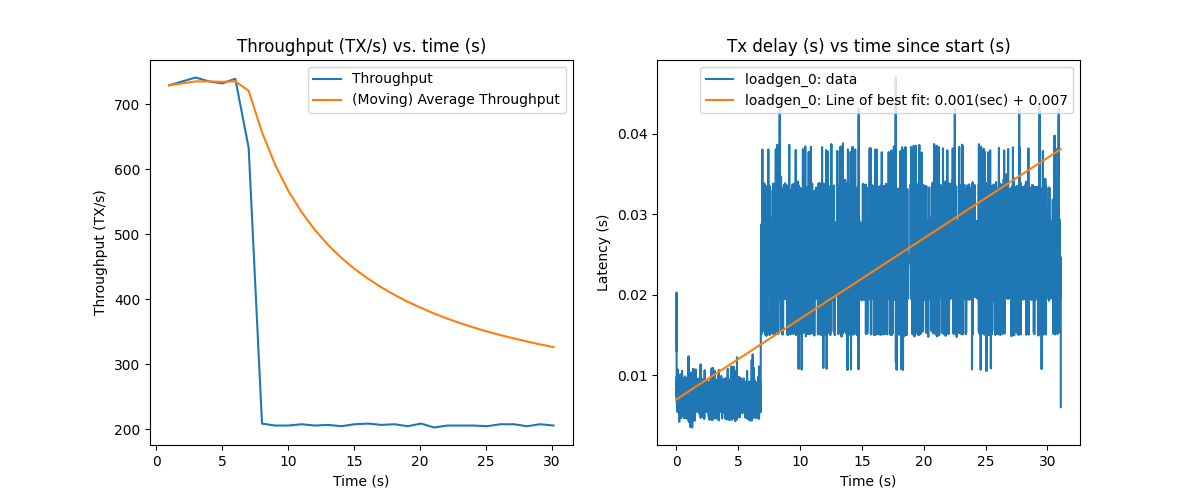 Throughput (TX/s) vs. time (s)
Throughput
(Moving) Average Throughput
700
600
500
400
300
200
Throughput (TX/s)
0 5 10 15 20 25 30
Time (s)
Tx delay (s) vs time since start (s)
loadgen_0: data
loadgen_0: Line of best fit: 0.001(sec) + 0.007
0.04
0.03
0.02
0.01
Latency (s)
0 5 10 15 20 25 30
Time (s)